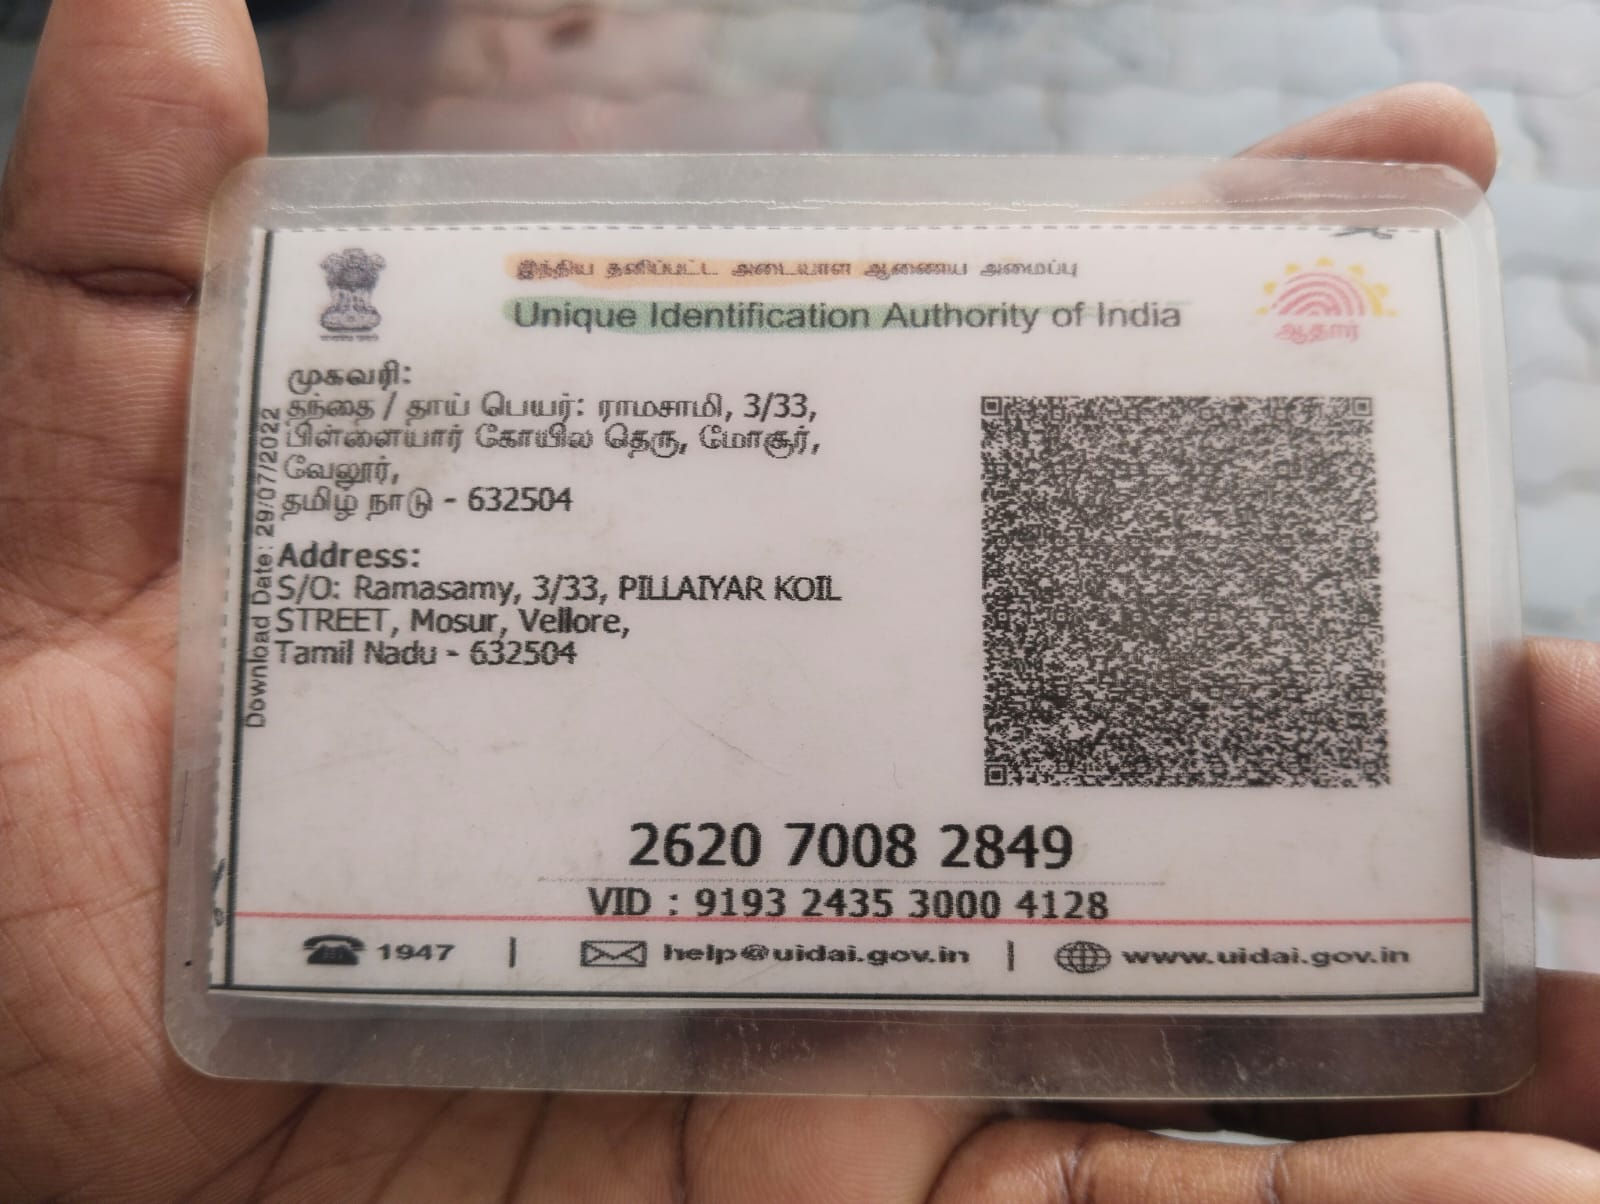 இந்திய தனிப்பட்ட அடையாள ஆணைய அமைப்பு
Unique Identification Authority of India
ஆதார்
முகவரி:
தந்தை / தாய் பெயர்: ராமசாமி, 3/33,
பிள்ளையார் கோயில தெரு, மோசூர்,
வேலூர்,
தமிழ் நாடு - 632504
Address:
S/O: Ramasamy, 3/33, PILLAIYAR KOIL
STREET, Mosur, Vellore,
Tamil Nadu - 632504
Download Date: 29/07/2022
2620 7008 2849
VID : 9193 2435 3000 4128
1947 | help@uidai.gov.in | www.uidai.gov.in